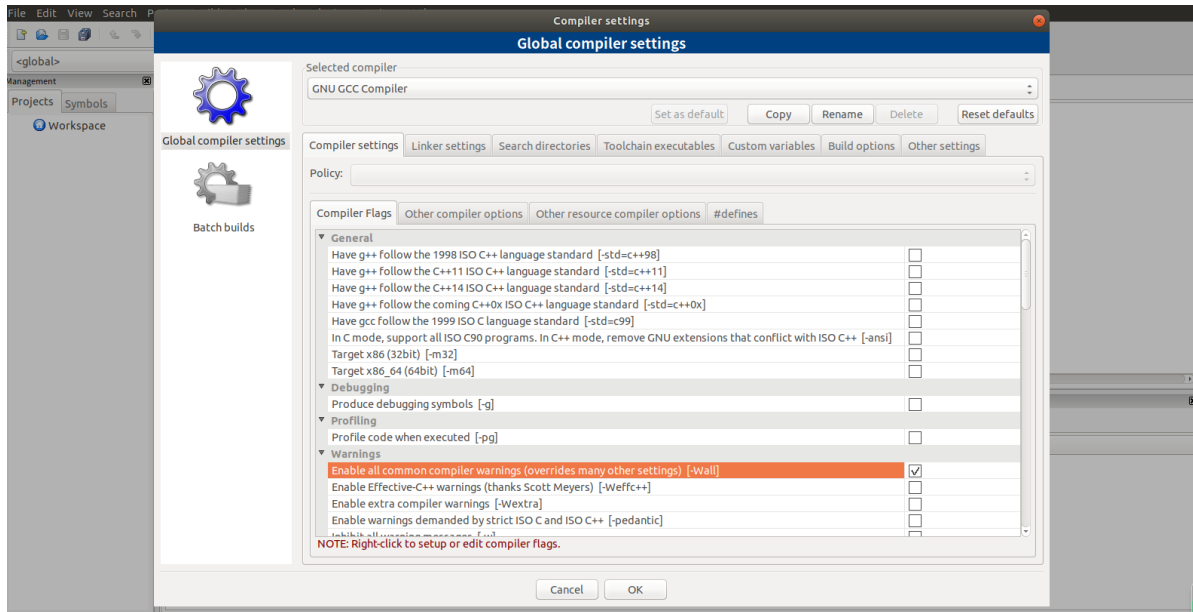 File Edit View Search P
Compiler settings
Global compiler settings
<global>
Management
Projects Symbols
Workspace
Global compiler settings
Batch builds
Selected compiler
GNU GCC Compiler
Set as default Copy Rename Delete Reset defaults
Compiler settings Linker settings Search directories Toolchain executables Custom variables Build options Other settings
Policy:
Compiler Flags Other compiler options Other resource compiler options #defines
General
Have g++ follow the 1998 ISO C++ language standard [-std=c++98]
Have g++ follow the C++11 ISO C++ language standard [-std=c++11]
Have g++ follow the C++14 ISO C++ language standard [-std=c++14]
Have g++ follow the coming C++0x ISO C++ language standard [-std=c++0x]
Have gcc follow the 1999 ISO C language standard [-std=c99]
In C mode, support all ISO C90 programs. In C++ mode, remove GNU extensions that conflict with ISO C++ [-ansi]
Target x86 (32bit) [-m32]
Target x86_64 (64bit) [-m64]
Debugging
Produce debugging symbols [-g]
Profiling
Profile code when executed [-pg]
Warnings
Enable all common compiler warnings (overrides many other settings) [-Wall]
Enable Effective-C++ warnings (thanks Scott Meyers) [-Weffc++]
Enable extra compiler warnings [-Wextra]
Enable warnings demanded by strict ISO C and ISO C++ [-pedantic]
Inhibit all warning messages [-w]
NOTE: Right-click to setup or edit compiler flags.
Cancel OK